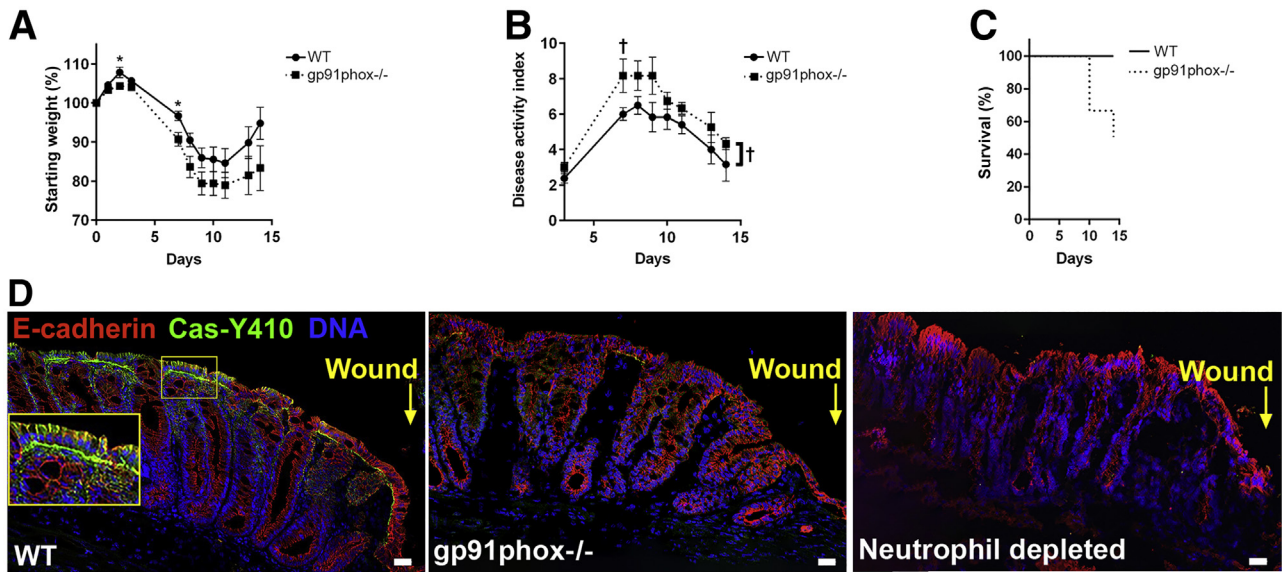 A
Starting weight (%)
110
100
90
80
70
0
5
10
15
Days
*
*
WT
gp91phox-/-
B
Disease activity index
10
8
6
4
2
0
5
10
15
Days
†
†
WT
gp91phox-/-
C
Survival (%)
100
80
60
40
20
0
0
5
10
15
Days
WT
gp91phox-/-
D
E-cadherin Cas-Y410 DNA
Wound
WT
Wound
gp91phox-/-
Wound
Neutrophil depleted